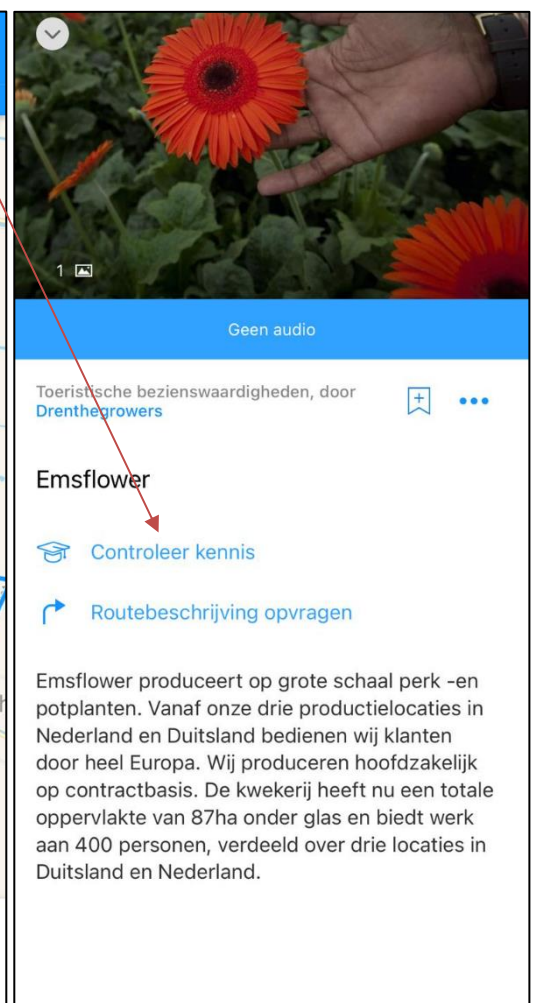 1
Geen audio
Toeristische bezienswaardigheden, door
Drenthegrowers
Emsflower
Controleer kennis
Routebeschrijving opvragen
Emsflower produceert op grote schaal perk -en
potplanten. Vanaf onze drie productielocaties in
Nederland en Duitsland bedienen wij klanten
door heel Europa. Wij produceren hoofdzakelijk
op contractbasis. De kwekerij heeft nu een totale
oppervlakte van 87ha onder glas en biedt werk
aan 400 personen, verdeeld over drie locaties in
Duitsland en Nederland.